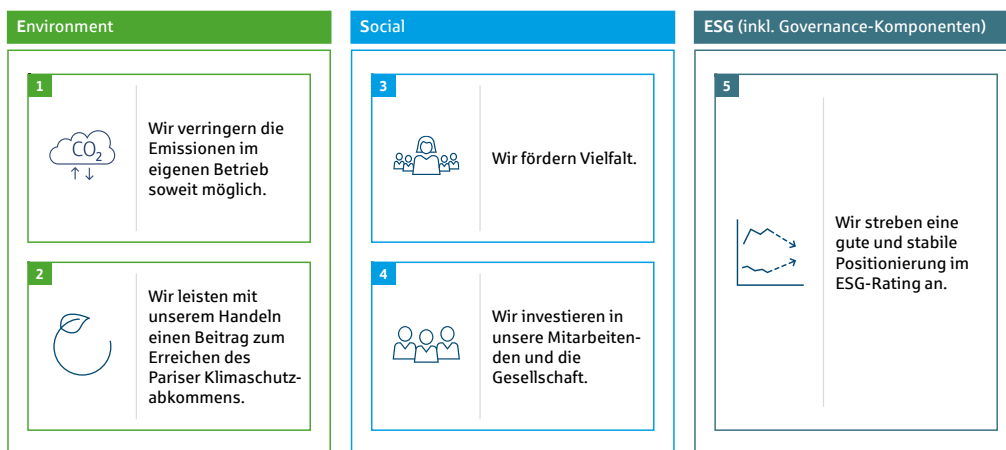 Environment
1
CO₂
Wir verringern die
Emissionen im
eigenen Betrieb
soweit möglich.
2
Wir leisten mit
unserem Handeln
einen Beitrag zum
Erreichen des
Pariser Klimaschutz-
abkommens.
Social
3
Wir fördern Vielfalt.
4
Wir investieren in
unsere Mitarbeiten-
den und die
Gesellschaft.
ESG (inkl. Governance-Komponenten)
5
Wir streben eine
gute und stabile
Positionierung im
ESG-Rating an.